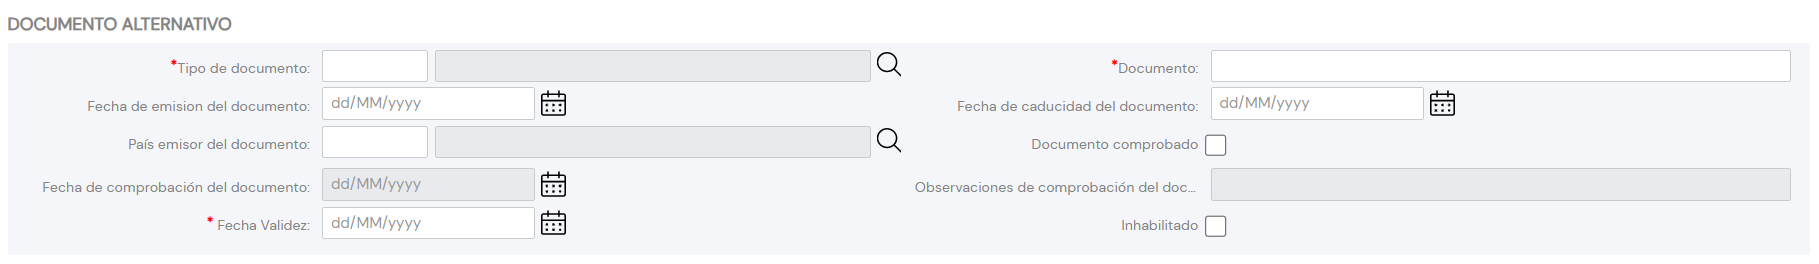 DOCUMENTO ALTERNATIVO
*Tipo de documento:
*Documento:
Fecha de emision del documento: dd/MM/yyyy
Fecha de caducidad del documento: dd/MM/yyyy
País emisor del documento:
Documento comprobado
Fecha de comprobación del documento: dd/MM/yyyy
Observaciones de comprobación del doc...
* Fecha Validez: dd/MM/yyyy
Inhabilitado